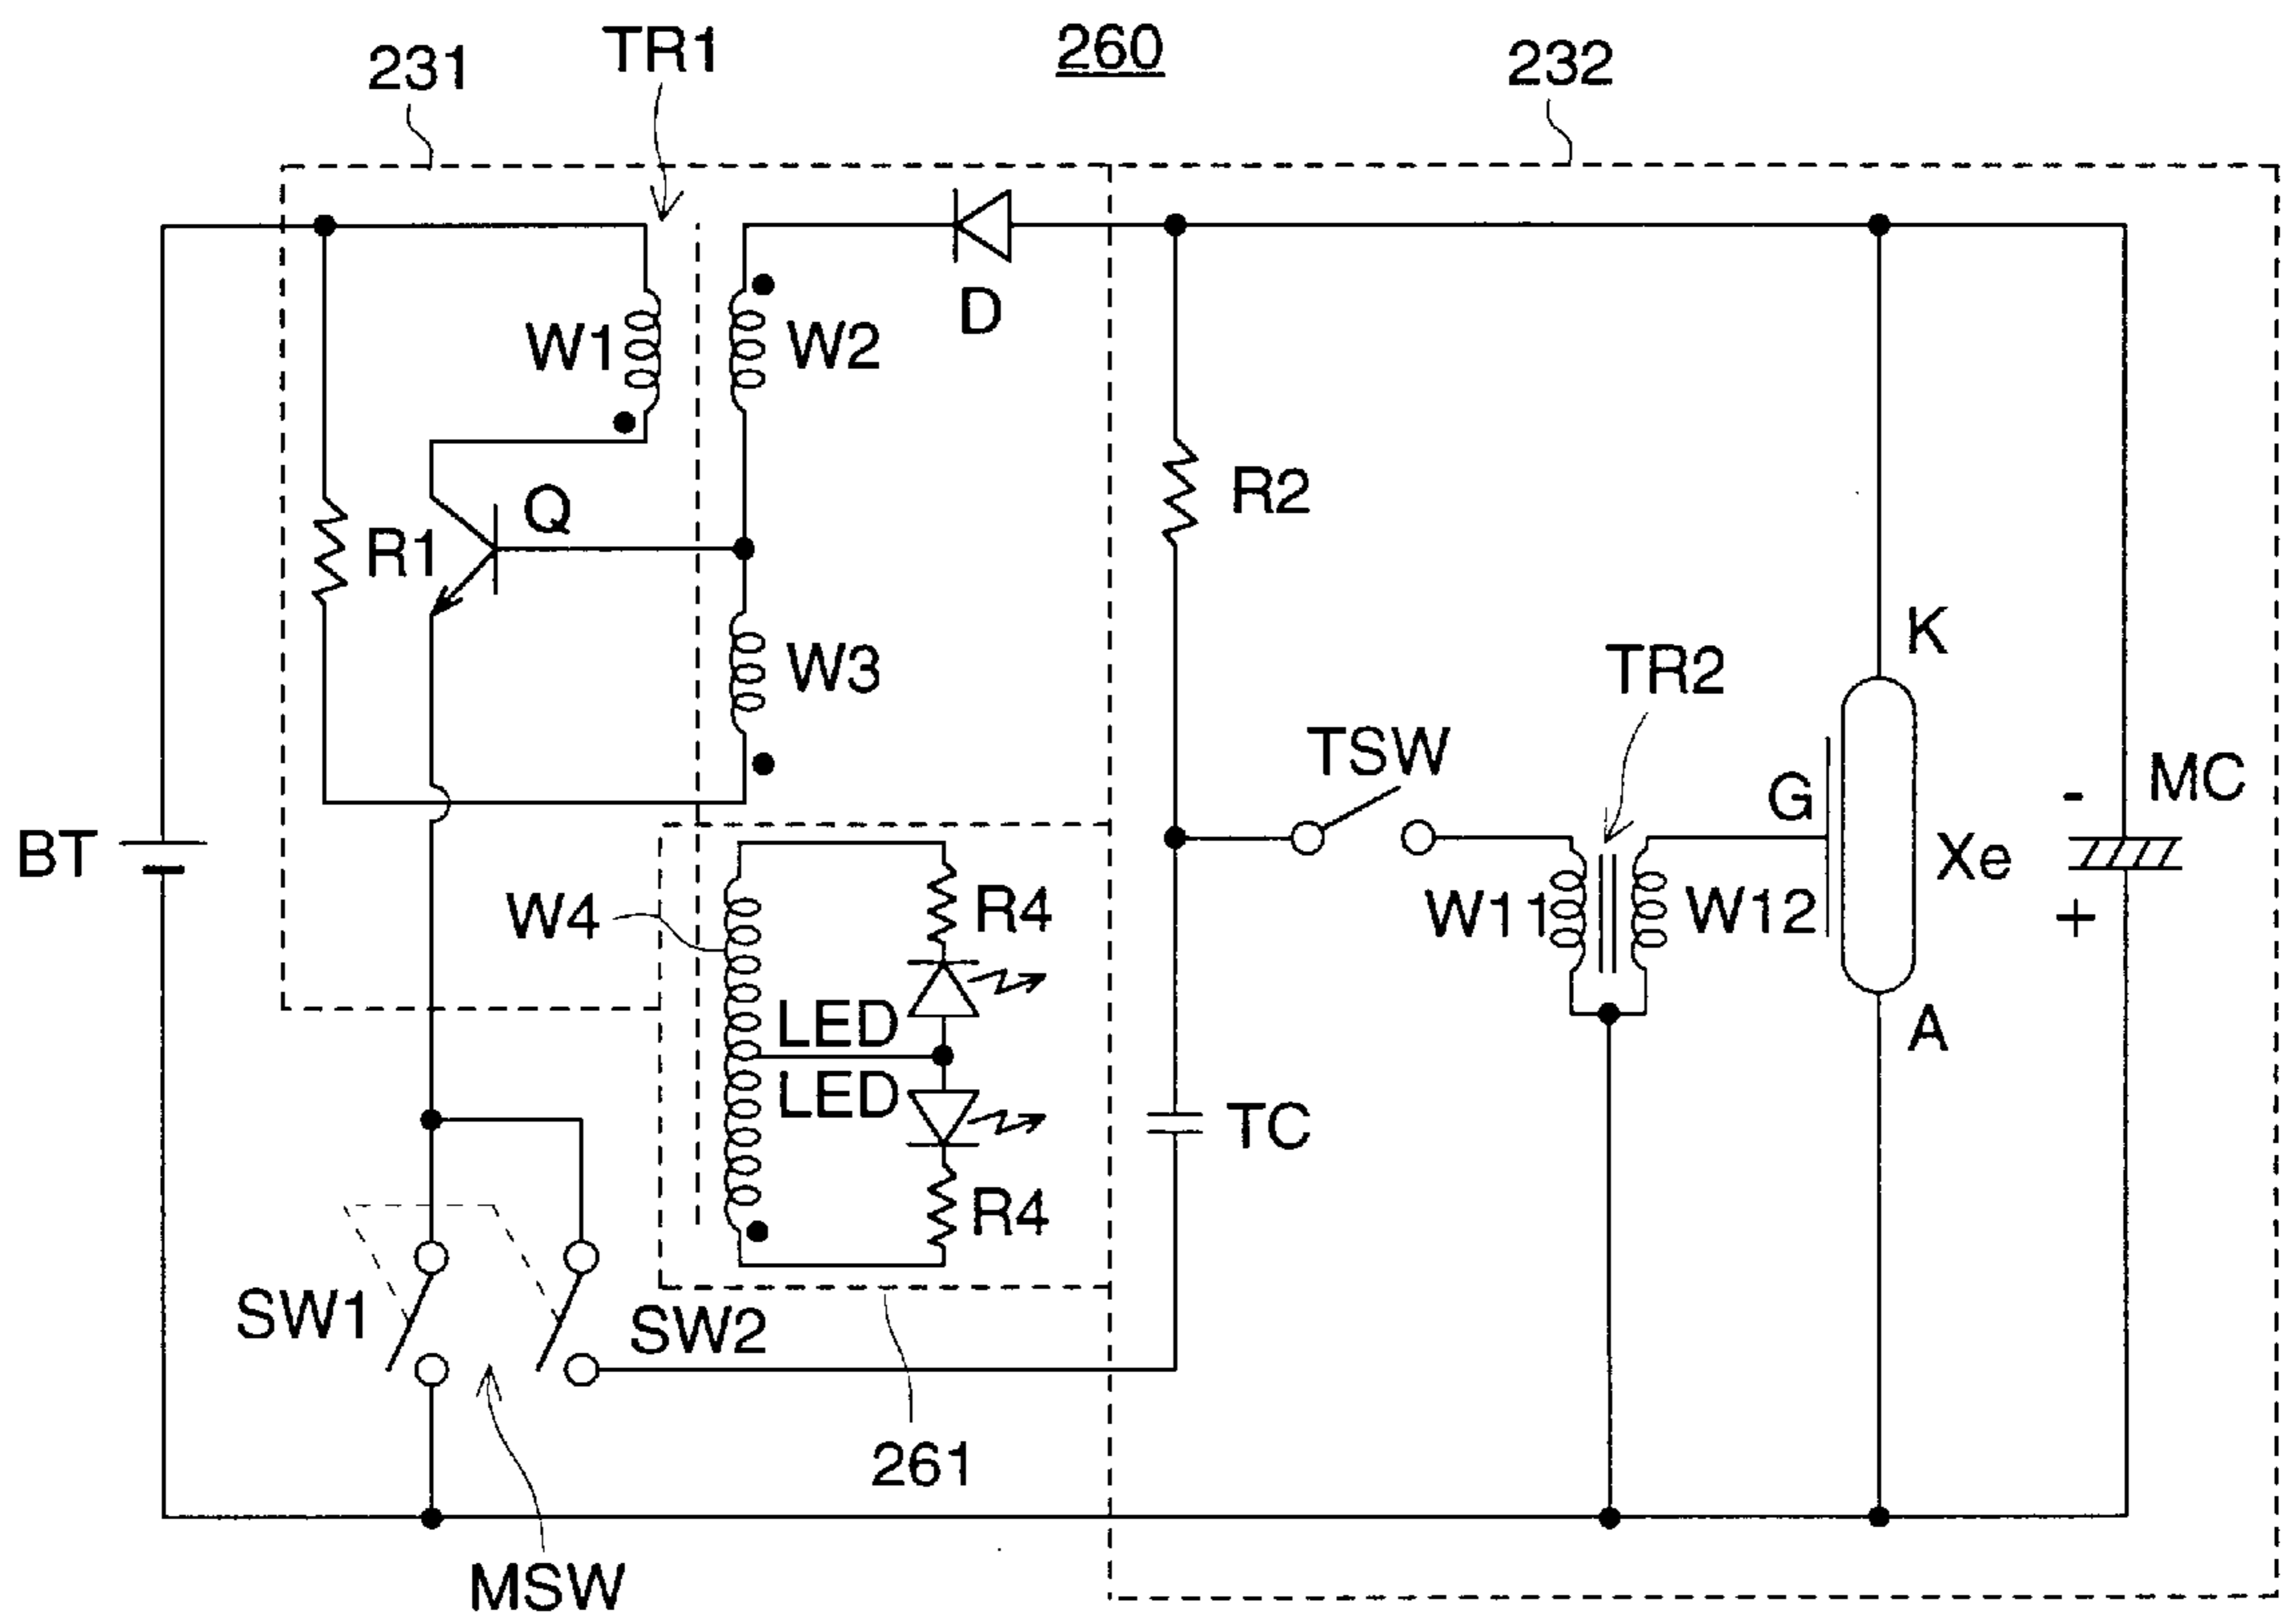 260
TR1
231
232
D
W1
W2
Q
R1
R2
K
W3
TR2
TSW
MC
-
G
BT
Xe
W4
R4
W11
W12
+
LED
A
LED
TC
R4
SW1
SW2
261
MSW